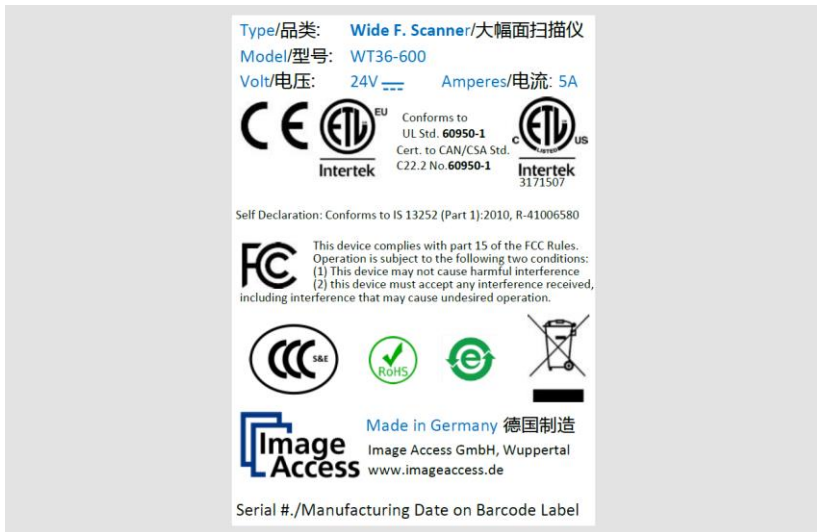 Type/品类: Wide F. Scanner/大幅面扫描仪
Model/型号: WT36-600
Volt/电压: 24V Amperes/电流: 5A
CE ETL EU Intertek
Conforms to
UL Std. 60950-1
Cert. to CAN/CSA Std.
C22.2 No.60950-1
C ETL LISTED US
Intertek
3171507
Self Declaration: Conforms to IS 13252 (Part 1):2010, R-41006580
FC This device complies with part 15 of the FCC Rules.
Operation is subject to the following two conditions:
(1) This device may not cause harmful interference
(2) this device must accept any interference received,
including interference that may cause undesired operation.
CCC S&E RoHS e
Image Access
Made in Germany 德国制造
Image Access GmbH, Wuppertal
www.imageaccess.de
Serial #./Manufacturing Date on Barcode Label